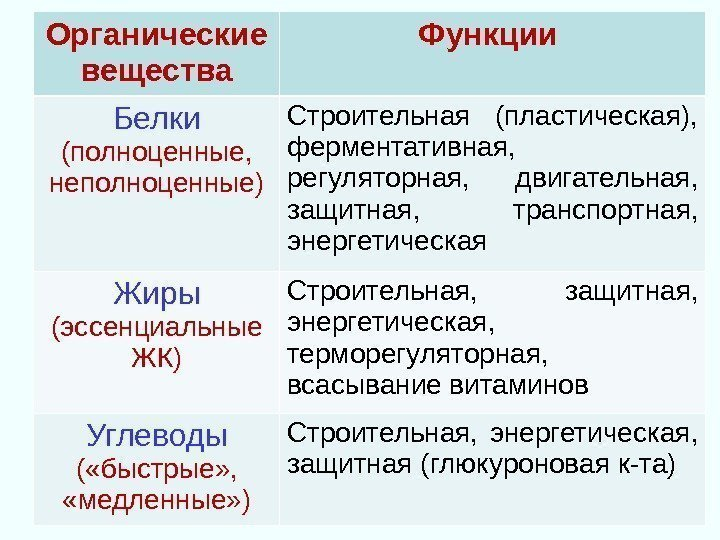 Органические
вещества
Функции
Белки
(полноценные,
неполноценные)
Строительная (пластическая),
ферментативная,
регуляторная, двигательная,
защитная, транспортная,
энергетическая
Жиры
(эссенциальные
ЖК)
Строительная, защитная,
энергетическая,
терморегуляторная,
всасывание витаминов
Углеводы
(«быстрые»,
«медленные»)
Строительная, энергетическая,
защитная (глюкуроновая к-та)